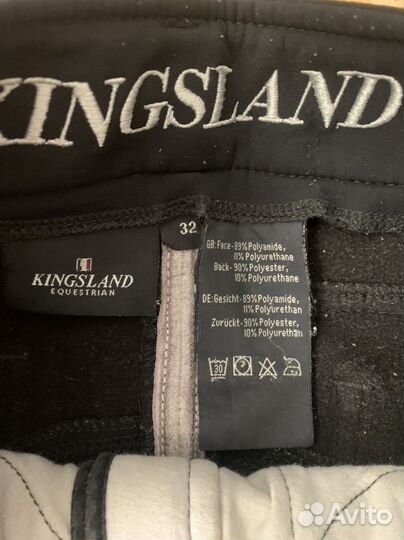 KINGSLAND
32
GB: Face-89% Polyamide,
11% Polyurethane
Back-90% Polyester,
10% Polyurethane
KINGSLAND
EQUESTRIAN
DE: Gesicht-89% Polyamide,
11% Polyurethan
Zurückt-90% Polyester,
10% Polyurethan
30
Avito